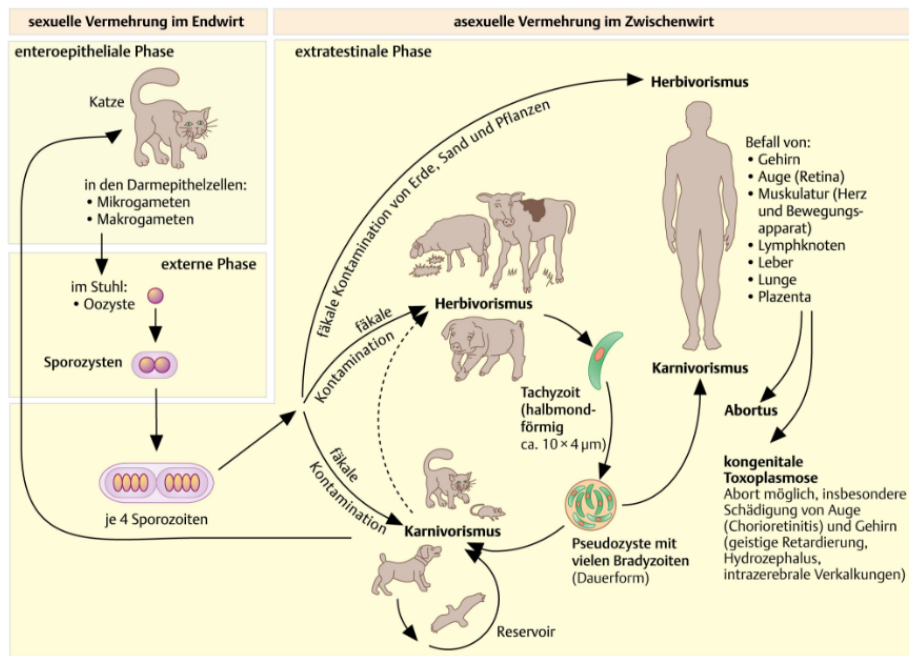 sexuelle Vermehrung im Endwirt
asexuelle Vermehrung im Zwischenwirt
enteroepitheliale Phase
Katze
in den Darmepithelzellen:
• Mikrogameten
• Makrogameten
externe Phase
im Stuhl:
• Oozyste
Sporozysten
je 4 Sporozoiten
extratestinale Phase
fäkale Kontamination von Erde, Sand und Pflanzen
fäkale
Kontamination
fäkale
Kontamination
Herbivorismus
Karnivorismus
Reservoir
Tachyzoit
(halbmond-
förmig
ca. 10 × 4 µm)
Pseudozyste mit
vielen Bradyzoiten
(Dauerform)
Herbivorismus
Befall von:
• Gehirn
• Auge (Retina)
• Muskulatur (Herz
und Bewegungs-
apparat)
• Lymphknoten
• Leber
• Lunge
• Plazenta
Karnivorismus
Abortus
kongenitale
Toxoplasmose
Abort möglich, insbesondere
Schädigung von Auge
(Chorioretinitis) und Gehirn
(geistige Retardierung,
Hydrozephalus,
intrazerebrale Verkalkungen)